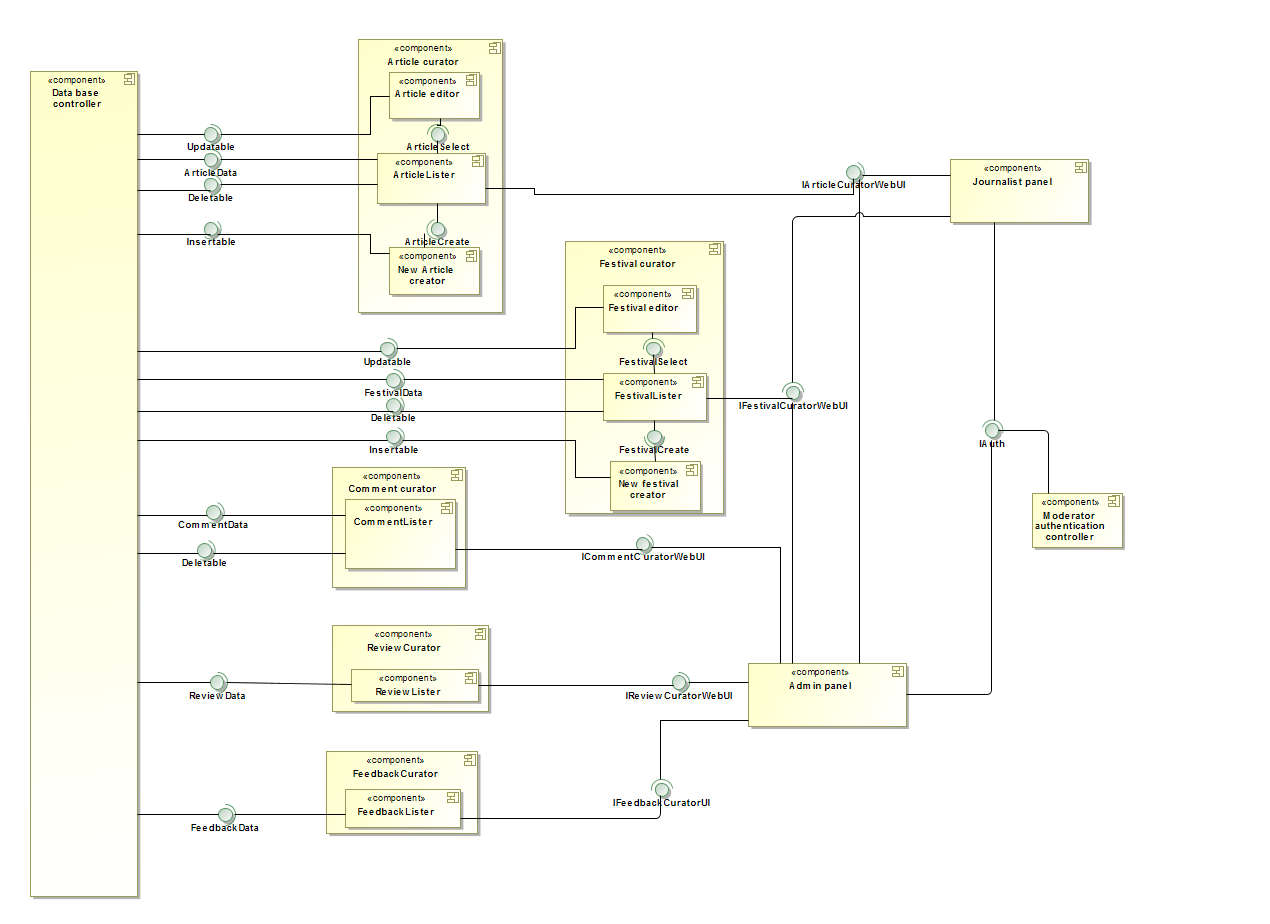 «component»
Data base
controller
Updatable
ArticleData
Deletable
Insertable
«component»
Article curator
«component»
Article editor
ArticleSelect
«component»
ArticleLister
ArticleCreate
«component»
New Article
creator
IArticleCuratorWebUI
«component»
Journalist panel
«component»
Festival curator
«component»
Festival editor
FestivalSelect
«component»
FestivalLister
FestivalCreate
«component»
New festival
creator
Updatable
FestivalData
Deletable
Insertable
IFestivalCuratorWebUI
IAuth
«component»
Moderator
authentication
controller
«component»
Comment curator
«component»
CommentLister
CommentData
Deletable
ICommentCuratorWebUI
«component»
Review Curator
«component»
Review Lister
Review Data
IReview CuratorWebUI
«component»
Admin panel
«component»
FeedbackCurator
«component»
FeedbackLister
FeedbackData
IFeedbackCuratorUI